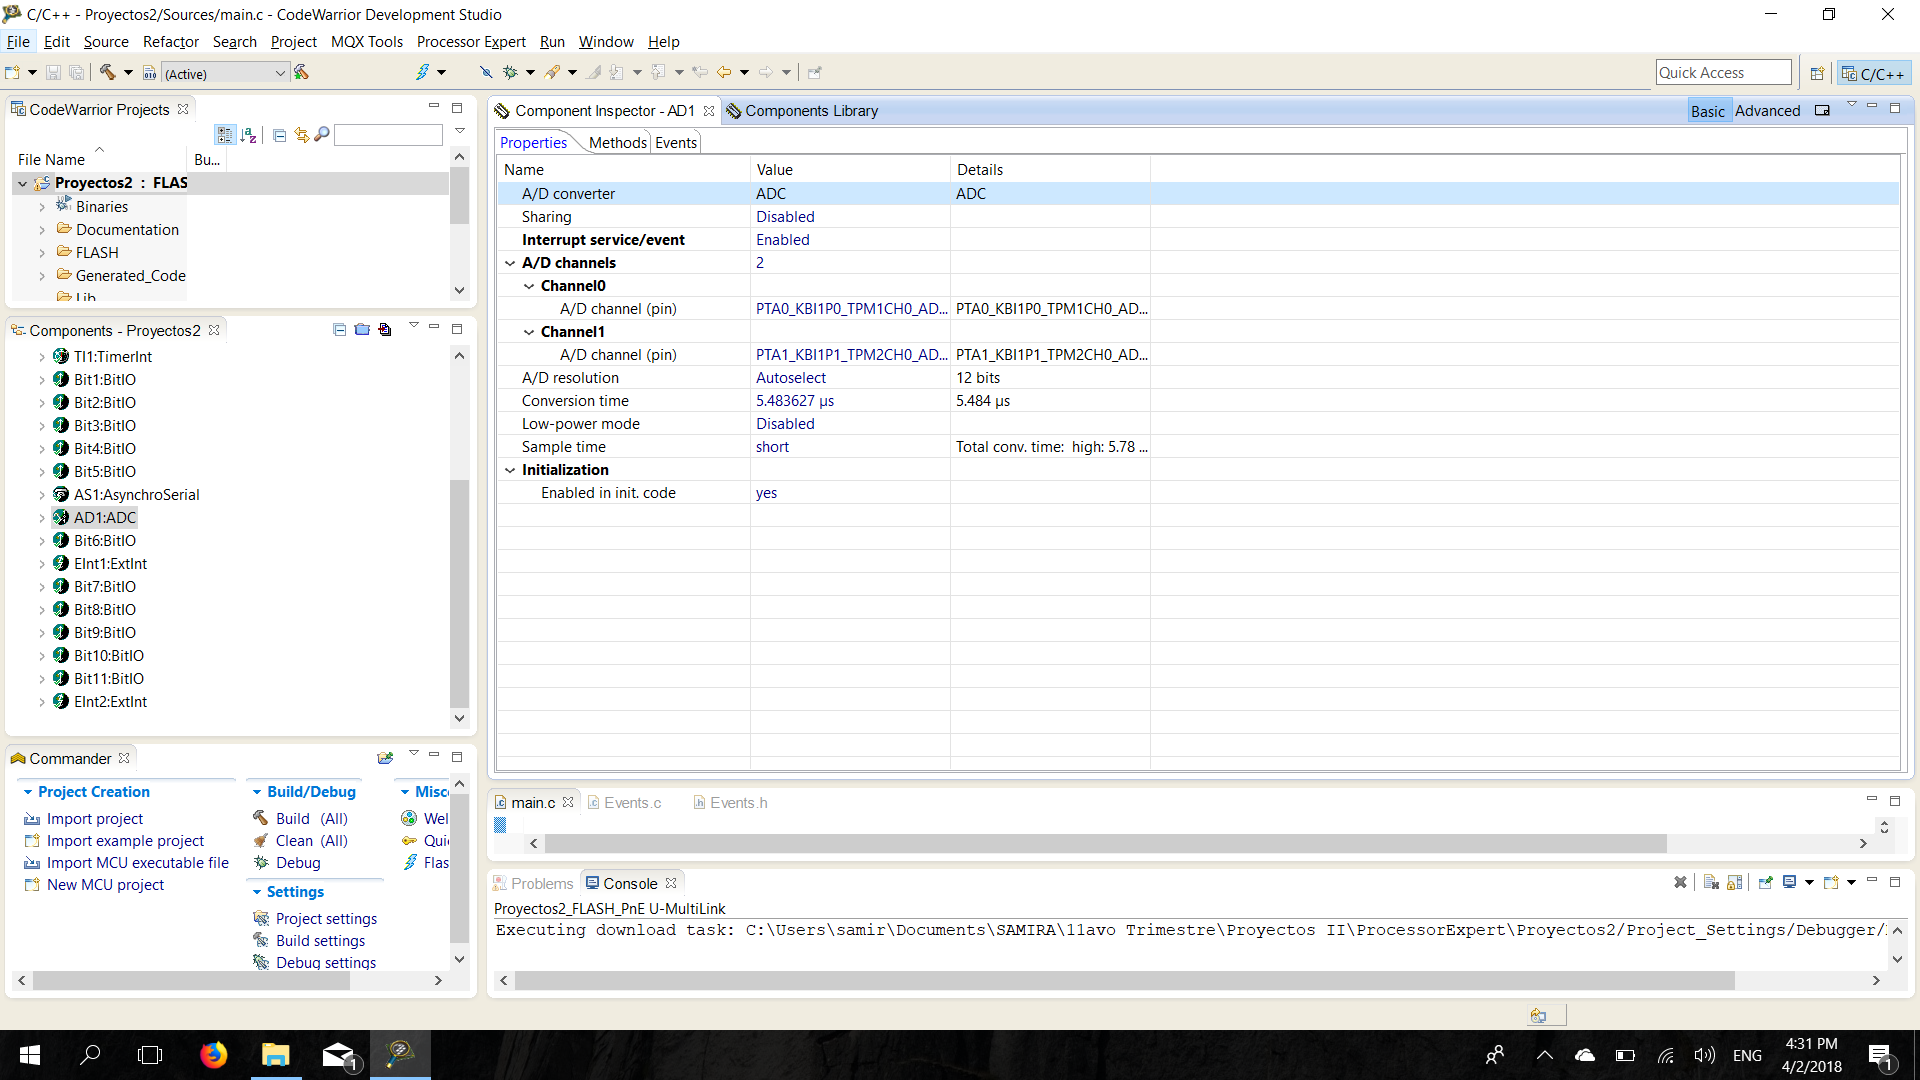 C/C++ - Proyectos2/Sources/main.c - CodeWarrior Development Studio
File Edit Source Refactor Search Project MQX Tools Processor Expert Run Window Help
(Active)
Quick Access
C/C++
CodeWarrior Projects
File Name Bu...
Proyectos2 : FLAS
Binaries
Documentation
FLASH
Generated_Code
Lib
Components - Proyectos2
TI1:TimerInt
Bit1:BitIO
Bit2:BitIO
Bit3:BitIO
Bit4:BitIO
Bit5:BitIO
AS1:AsynchroSerial
AD1:ADC
Bit6:BitIO
EInt1:ExtInt
Bit7:BitIO
Bit8:BitIO
Bit9:BitIO
Bit10:BitIO
Bit11:BitIO
EInt2:ExtInt
Commander
Project Creation
Import project
Import example project
Import MCU executable file
New MCU project
Build/Debug
Build (All)
Clean (All)
Debug
Settings
Project settings
Build settings
Debug settings
Misc
Wel
Quic
Flas
Component Inspector - AD1 Components Library
Basic Advanced
Properties Methods Events
Name Value Details
A/D converter ADC ADC
Sharing Disabled
Interrupt service/event Enabled
A/D channels 2
Channel0
A/D channel (pin) PTA0_KBI1P0_TPM1CH0_AD... PTA0_KBI1P0_TPM1CH0_AD...
Channel1
A/D channel (pin) PTA1_KBI1P1_TPM2CH0_AD... PTA1_KBI1P1_TPM2CH0_AD...
A/D resolution Autoselect 12 bits
Conversion time 5.483627 µs 5.484 µs
Low-power mode Disabled
Sample time short Total conv. time: high: 5.78 ...
Initialization
Enabled in init. code yes
main.c Events.c Events.h
Problems Console
Proyectos2_FLASH_PnE U-MultiLink
Executing download task: C:\Users\samir\Documents\SAMIRA\11avo Trimestre\Proyectos II\ProcessorExpert\Proyectos2/Project_Settings/Debugger/
1
ENG
4:31 PM
4/2/2018
1